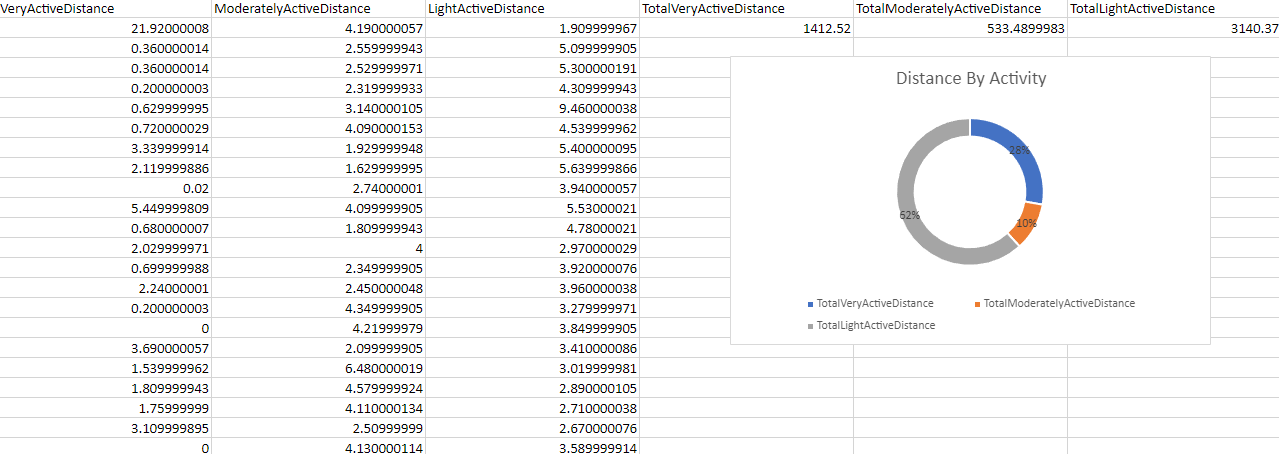 VeryActiveDistance ModeratelyActiveDistance LightActiveDistance TotalVeryActiveDistance TotalModeratelyActiveDistance TotalLightActiveDistance
21.92000008 4.190000057 1.909999967 1412.52 533.4899983 3140.37
0.360000014 2.559999943 5.099999905
0.360000014 2.529999971 5.300000191
0.200000003 2.319999933 4.309999943
0.629999995 3.140000105 9.460000038
0.720000029 4.090000153 4.539999962
3.339999914 1.929999948 5.400000095
2.119999886 1.629999995 5.639999866
0.02 2.74000001 3.940000057
5.449999809 4.099999905 5.53000021
0.680000007 1.809999943 4.78000021
2.029999971 4 2.970000029
0.699999988 2.349999905 3.920000076
2.24000001 2.450000048 3.960000038
0.200000003 4.349999905 3.279999971
0 4.21999979 3.849999905
3.690000057 2.099999905 3.410000086
1.539999962 6.480000019 3.019999981
1.809999943 4.579999924 2.890000105
1.75999999 4.110000134 2.710000038
3.109999895 2.50999999 2.670000076
0 4.130000114 3.589999914
Distance By Activity
28%
62%
10%
TotalVeryActiveDistance TotalModeratelyActiveDistance
TotalLightActiveDistance